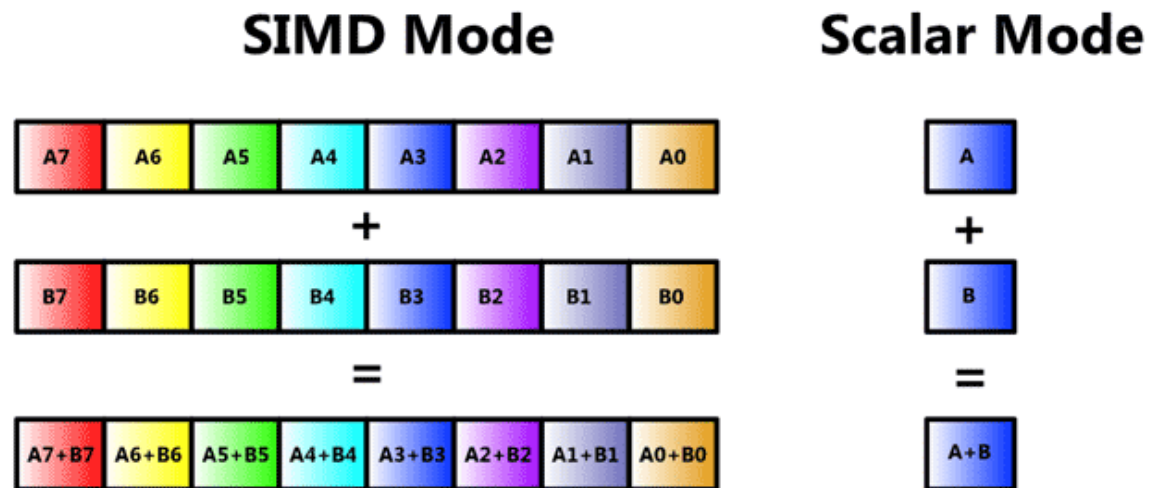 SIMD Mode Scalar Mode
A7 A6 A5 A4 A3 A2 A1 A0 A
+ +
B7 B6 B5 B4 B3 B2 B1 B0 B
= =
A7+B7 A6+B6 A5+B5 A4+B4 A3+B3 A2+B2 A1+B1 A0+B0 A+B